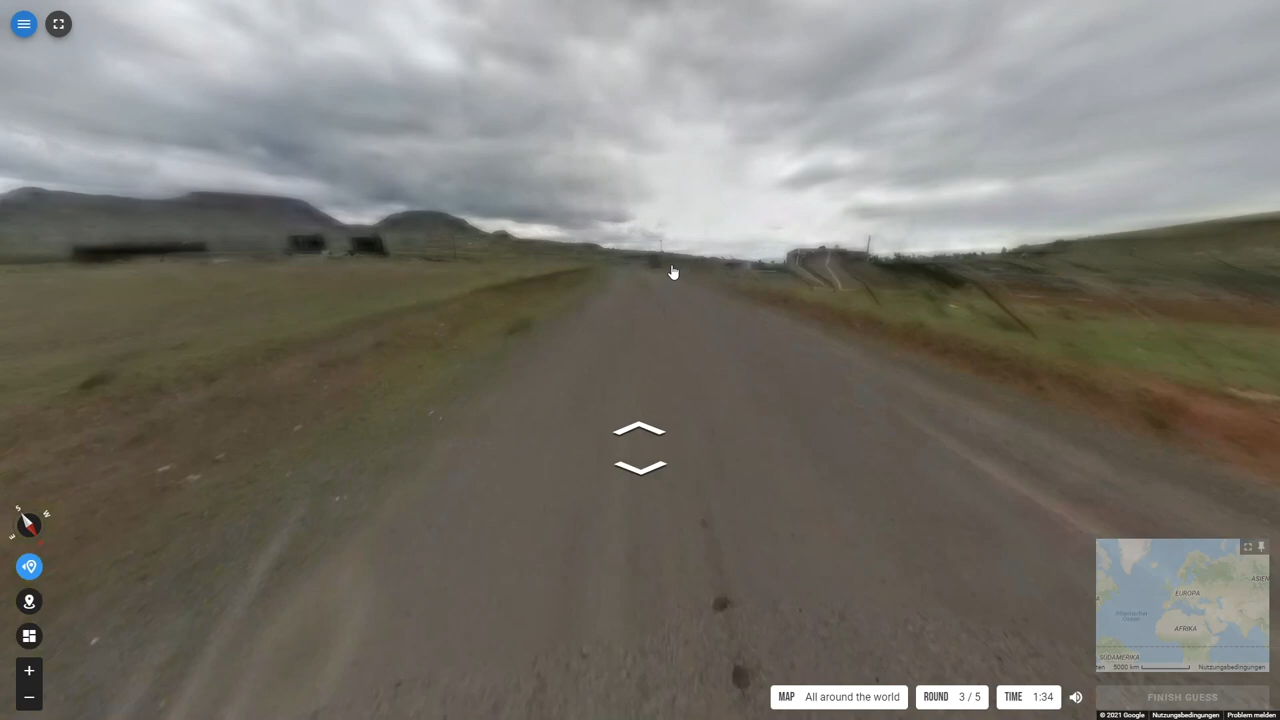 S
W
E
ASIEN
EUROPA
Atlantischer
Ozean
AFRIKA
SÜDAMERIKA
5000 km
Nutzungsbedingungen
MAP All around the world
ROUND 3 / 5
TIME 1:34
FINISH GUESS
© 2021 Google
Nutzungsbedingungen
Problem melden